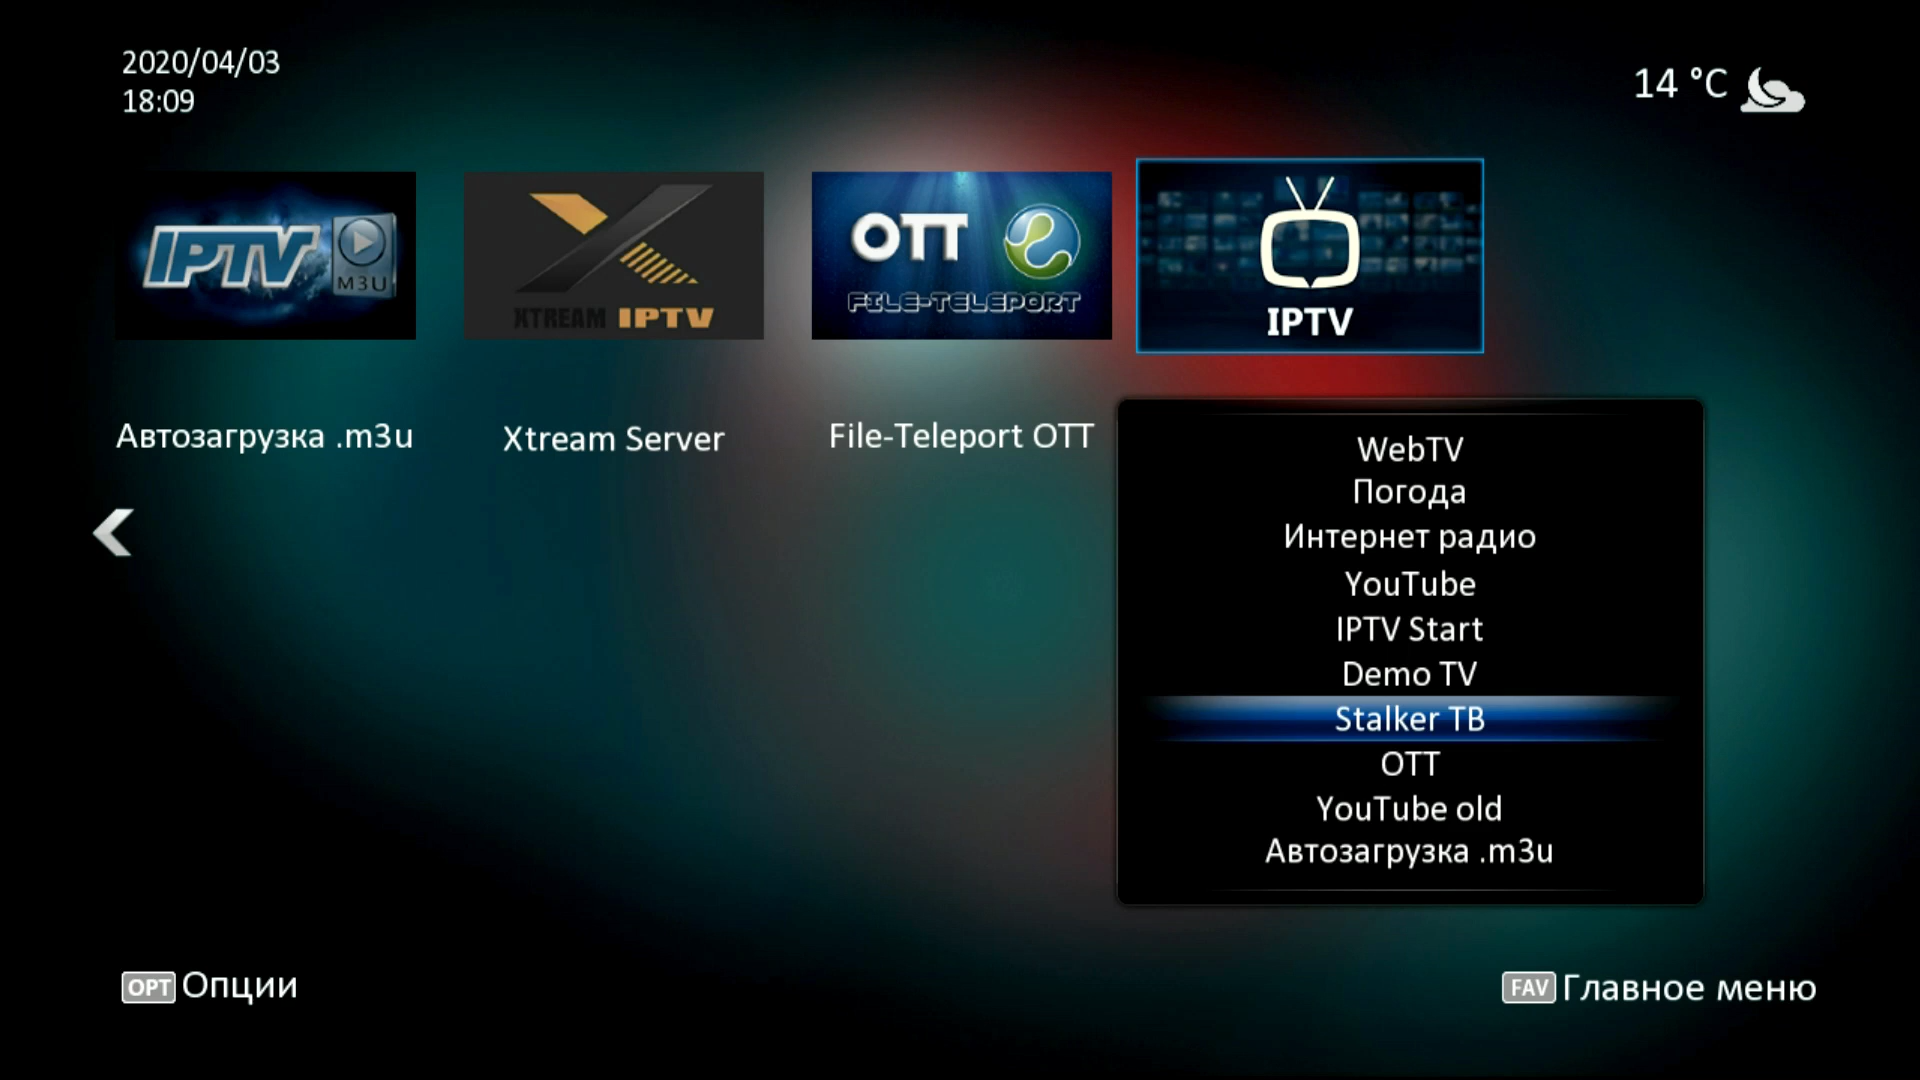 2020/04/03
18:09
14 °C
IPTV
M3U
XTREAM IPTV
OTT
FILE-TELEPORT
IPTV
Автозагрузка .m3u
Xtream Server
File-Teleport OTT
WebTV
Погода
Интернет радио
YouTube
IPTV Start
Demo TV
Stalker ТВ
OTT
YouTube old
Автозагрузка .m3u
OPT Опции
FAV Главное меню